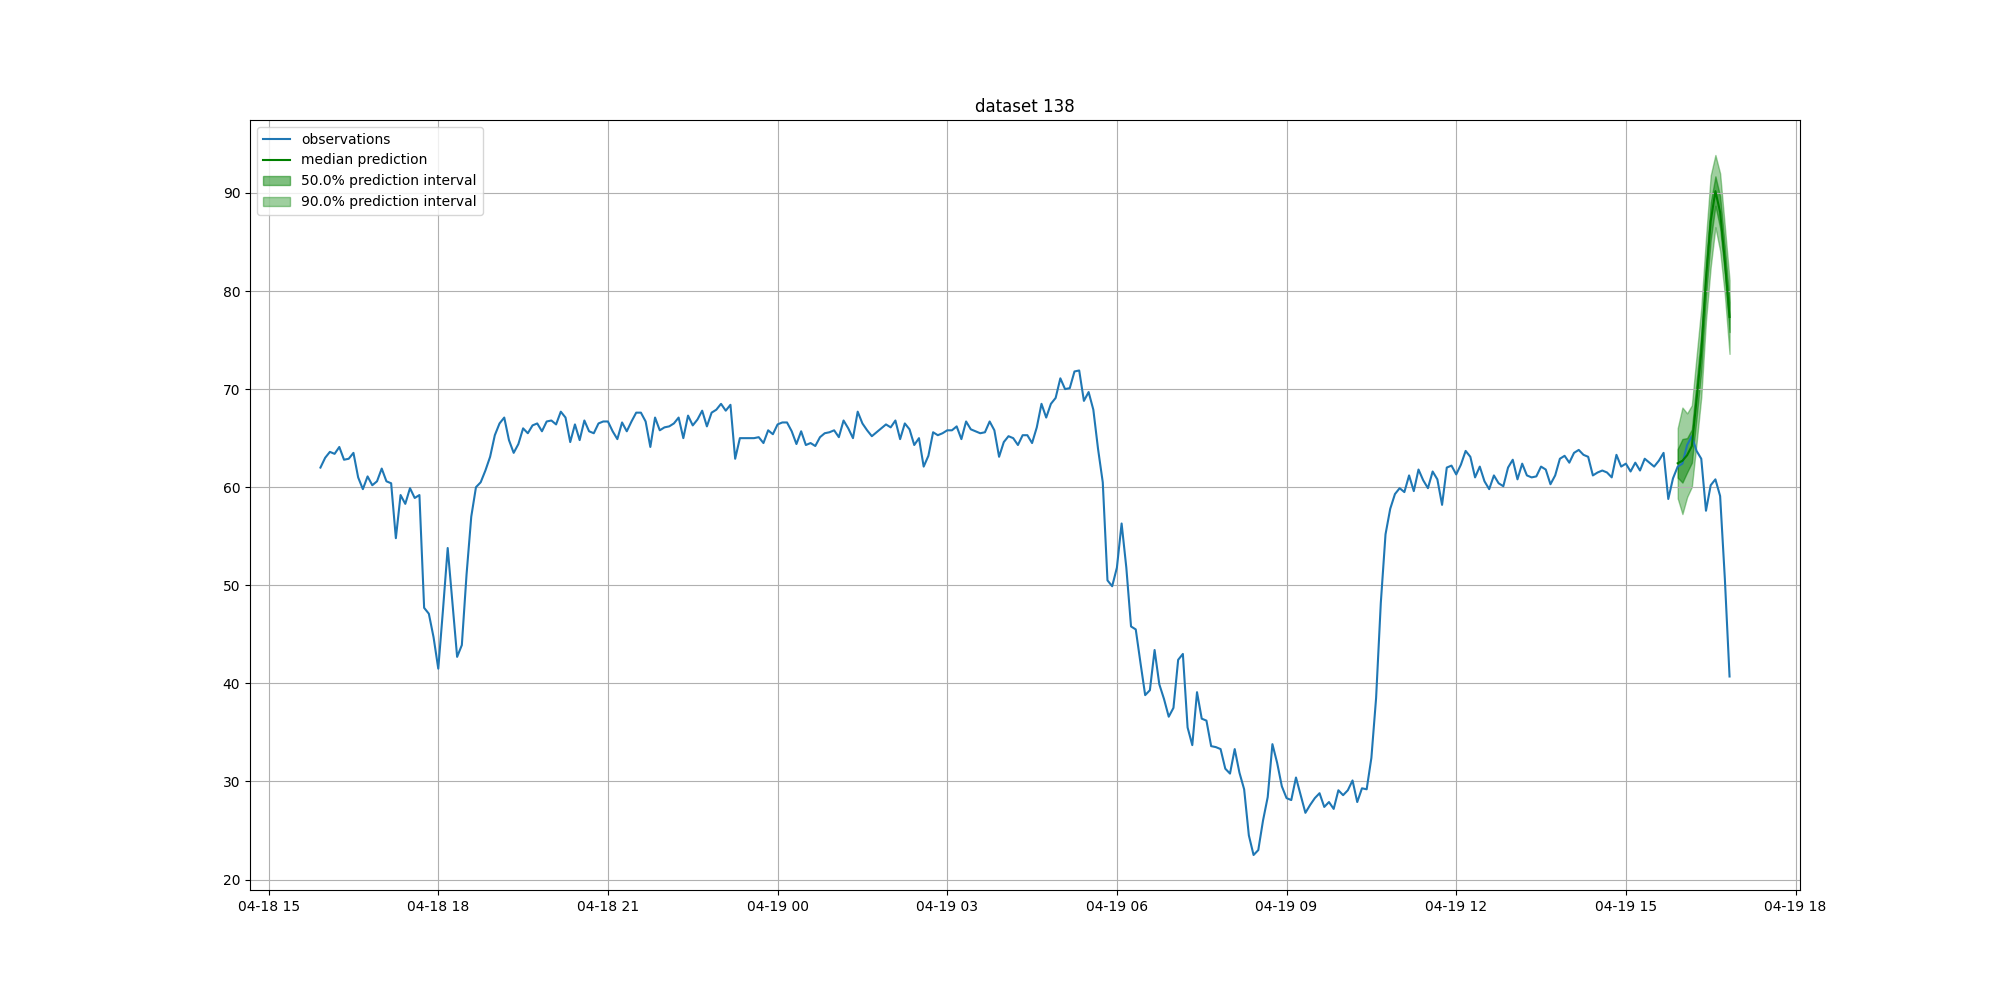 dataset 138
observations
median prediction
50.0% prediction interval
90.0% prediction interval
90
80
70
60
50
40
30
20
04-18 15 04-18 18 04-18 21 04-19 00 04-19 03 04-19 06 04-19 09 04-19 12 04-19 15 04-19 18